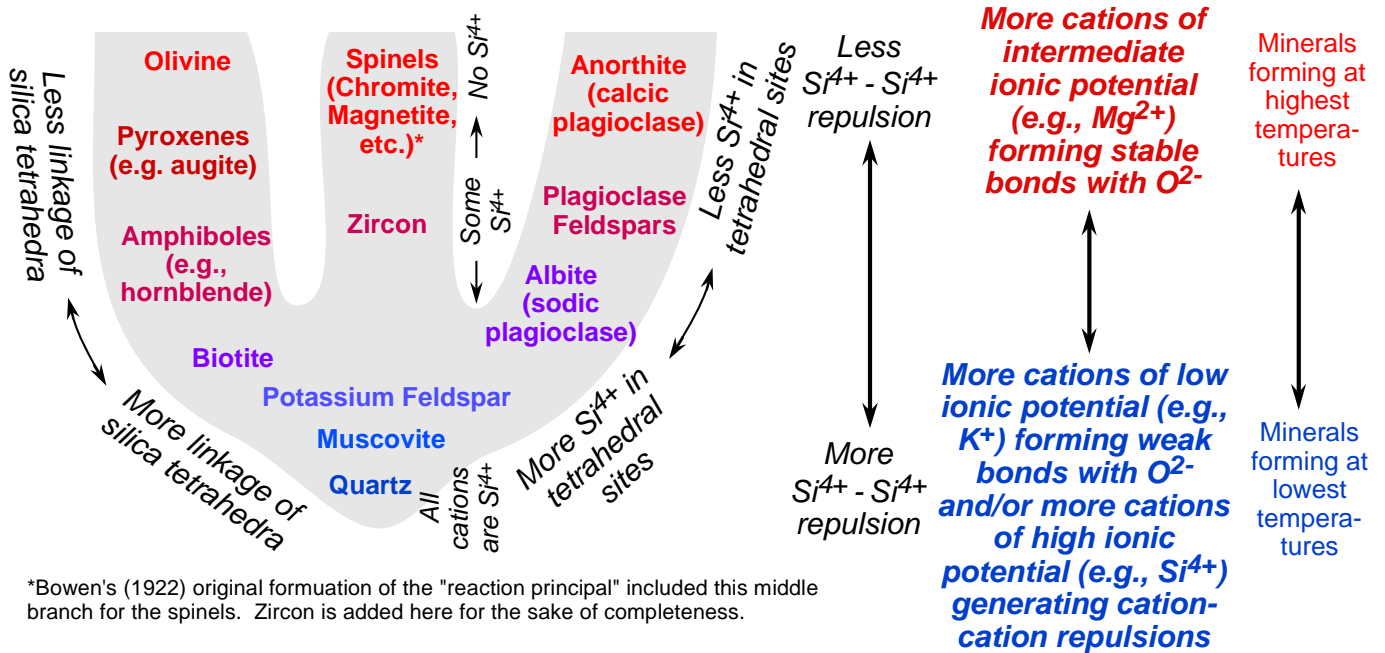 Olivine
Pyroxenes
(e.g. augite)
Amphiboles
(e.g.,
hornblende)
Biotite
Spinels
(Chromite,
Magnetite,
etc.)*
Zircon
Anorthite
(calcic
plagioclase)
Plagioclase
Feldspars
Albite
(sodic
plagioclase)
Potassium Feldspar
Muscovite
Quartz
Less linkage of
silica tetrahedra
More linkage of
silica tetrahedra
No Si4+
Some
Si4+
All
cations
are Si4+
Less Si4+ in
tetrahedral sites
More Si4+ in
tetrahedral
sites
Less
Si4+ - Si4+
repulsion
More
Si4+ - Si4+
repulsion
More cations of
intermediate
ionic potential
(e.g., Mg2+)
forming stable
bonds with O2-
More cations of low
ionic potential (e.g.,
K+) forming weak
bonds with O2-
and/or more cations
of high ionic
potential (e.g., Si4+)
generating cation-
cation repulsions
Minerals
forming at
highest
tempera-
tures
Minerals
forming at
lowest
tempera-
tures
*Bowen's (1922) original formuation of the "reaction principal" included this middle
branch for the spinels.  Zircon is added here for the sake of completeness.